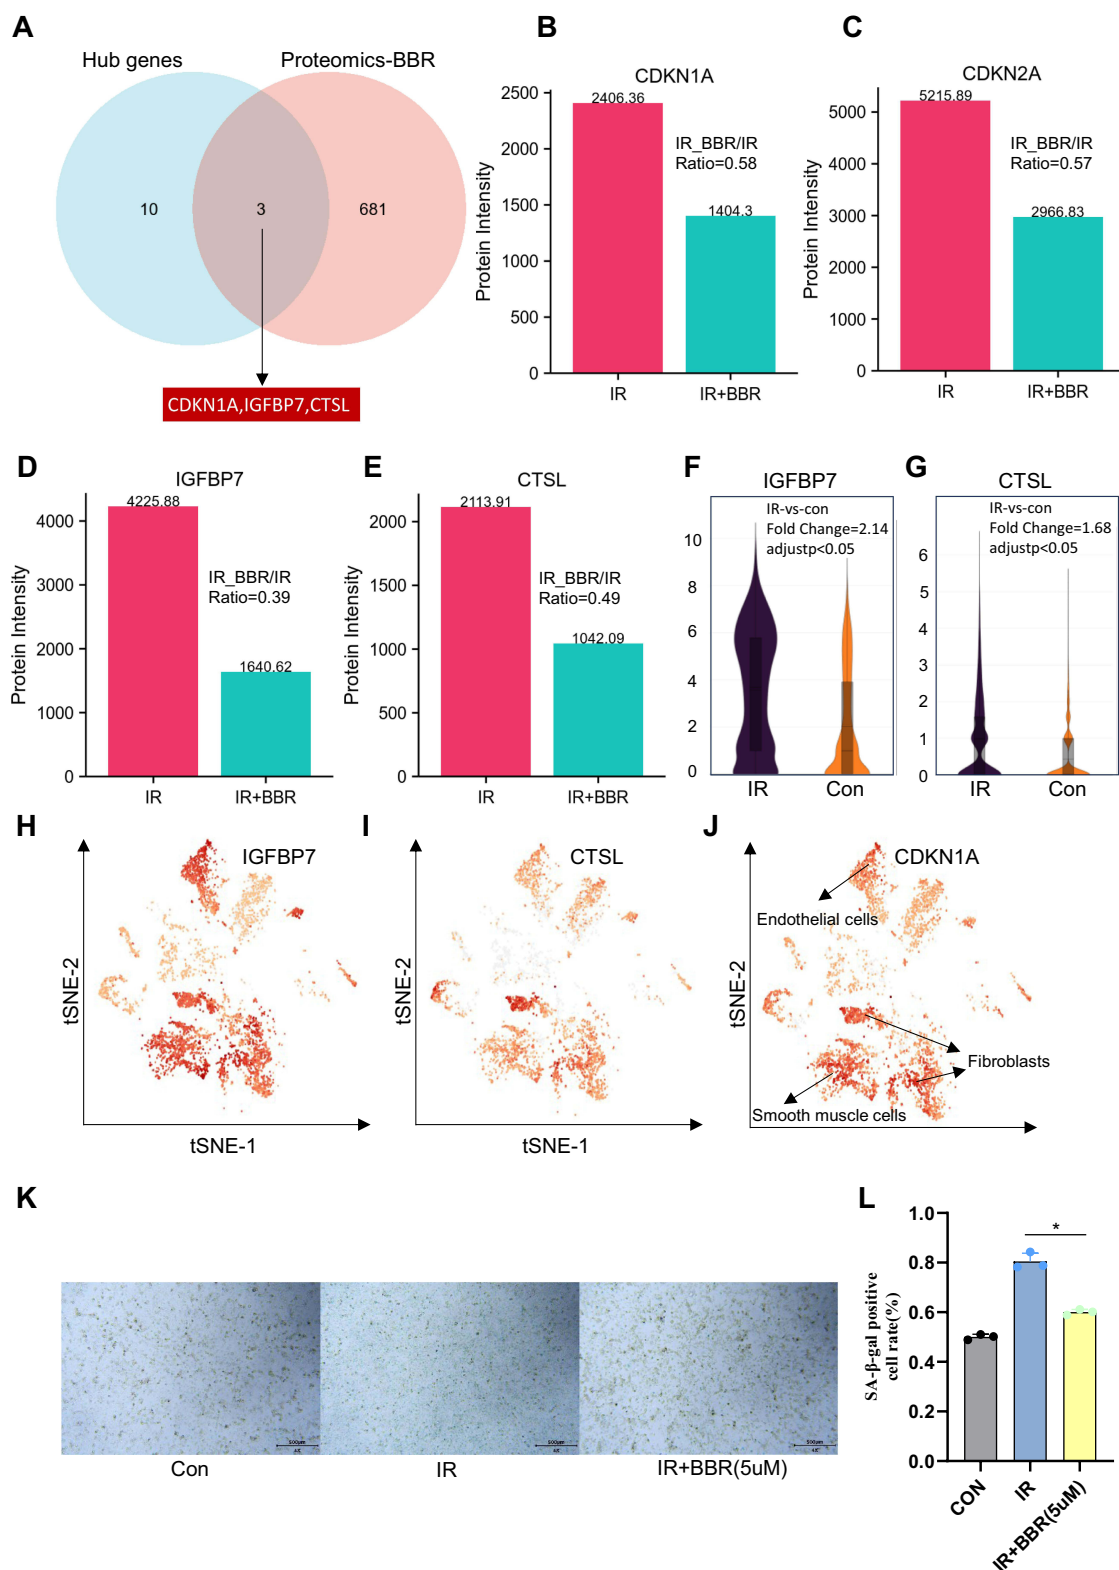 A
Hub genes
Proteomics-BBR
10
3
681
CDKN1A,IGFBP7,CTSL
B
CDKN1A
Protein Intensity
2500
2000
1500
1000
500
0
2406.36
IR_BBR/IR
Ratio=0.58
1404.3
IR
IR+BBR
C
CDKN2A
Protein Intensity
5000
4000
3000
2000
1000
0
5215.89
IR_BBR/IR
Ratio=0.57
2966.83
IR
IR+BBR
D
IGFBP7
Protein Intensity
4000
3000
2000
1000
0
4225.88
IR_BBR/IR
Ratio=0.39
1640.62
IR
IR+BBR
E
CTSL
Protein Intensity
2000
1500
1000
500
0
2113.91
IR_BBR/IR
Ratio=0.49
1042.09
IR
IR+BBR
F
IGFBP7
IR-vs-con
Fold Change=2.14
adjustp<0.05
10
8
6
4
2
0
IR
Con
G
CTSL
IR-vs-con
Fold Change=1.68
adjustp<0.05
6
5
4
3
2
1
0
IR
Con
H
IGFBP7
tSNE-2
tSNE-1
I
CTSL
tSNE-2
tSNE-1
J
CDKN1A
Endothelial cells
tSNE-2
Fibroblasts
Smooth muscle cells
K
500μm
4X
500μm
4X
500μm
4X
Con
IR
IR+BBR(5uM)
L
SA-β-gal positive
cell rate(%)
1.0
0.8
0.6
0.4
0.2
0.0
*
CON
IR
IR+BBR(5uM)